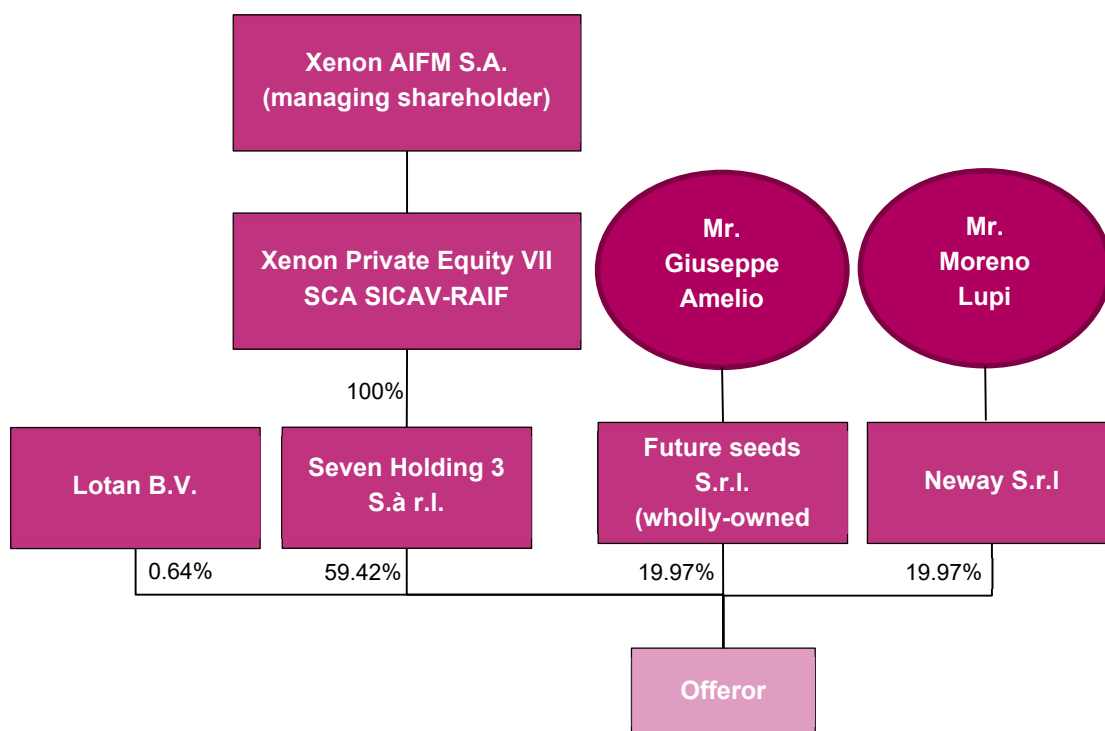 Xenon AIFM S.A.
(managing shareholder)
Xenon Private Equity VII
SCA SICAV-RAIF
Mr.
Giuseppe
Amelio
Mr.
Moreno
Lupi
100%
Lotan B.V.
Seven Holding 3
S.à r.l.
Future seeds
S.r.l.
(wholly-owned
Neway S.r.l
0.64%
59.42%
19.97%
19.97%
Offeror